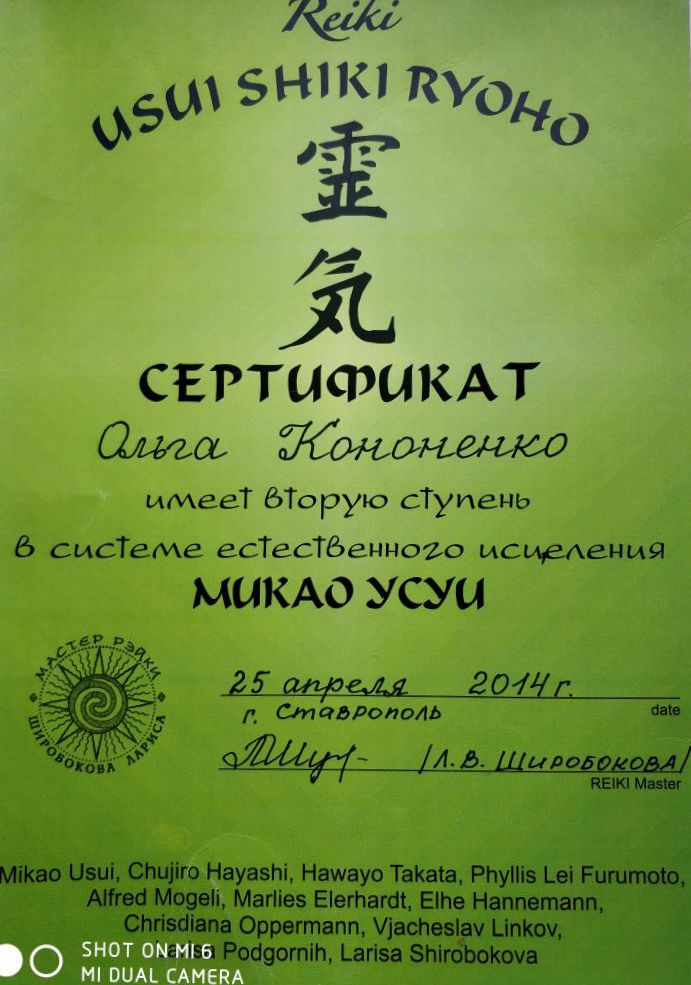 Reiki
USUI SHIKI RYOHO
靈
気
СЕРТИФИКАТ
Ольга Кононенко
имеет вторую ступень
в системе естественного исцеления
МИКАО УСУИ
МАСТЕР РЭЙКИ
ШИРОБОКОВА ЛАРИСА
25 апреля 2014 г.
date
г. Ставрополь
/Л.В. Широбокова/
REIKI Master
Mikao Usui, Chujiro Hayashi, Hawayo Takata, Phyllis Lei Furumoto,
Alfred Mogeli, Marlies Elerhardt, Elhe Hannemann,
Chrisdiana Oppermann, Vjacheslav Linkov,
Larisa Podgornih, Larisa Shirobokova
SHOT ON MI 6
MI DUAL CAMERA